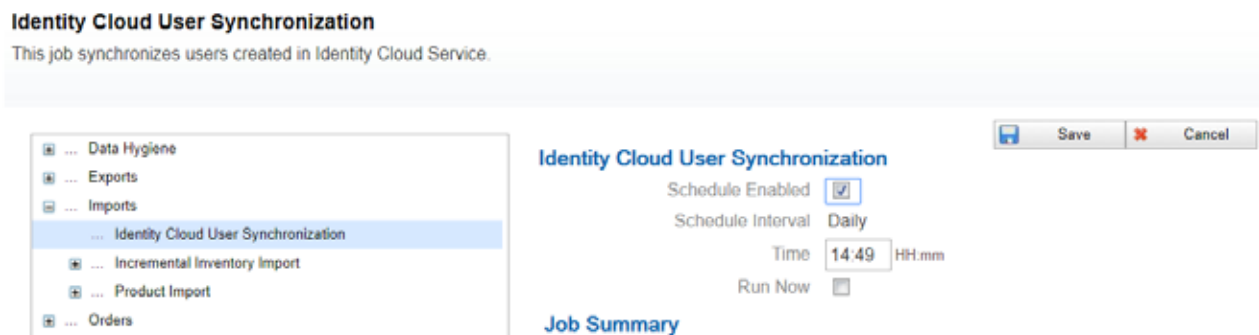 Identity Cloud User Synchronization
This job synchronizes users created in Identity Cloud Service.
Save Cancel
... Data Hygiene
... Exports
... Imports
... Identity Cloud User Synchronization
... Incremental Inventory Import
... Product Import
... Orders
Identity Cloud User Synchronization
Schedule Enabled
Schedule Interval Daily
Time 14:49 HH:mm
Run Now
Job Summary